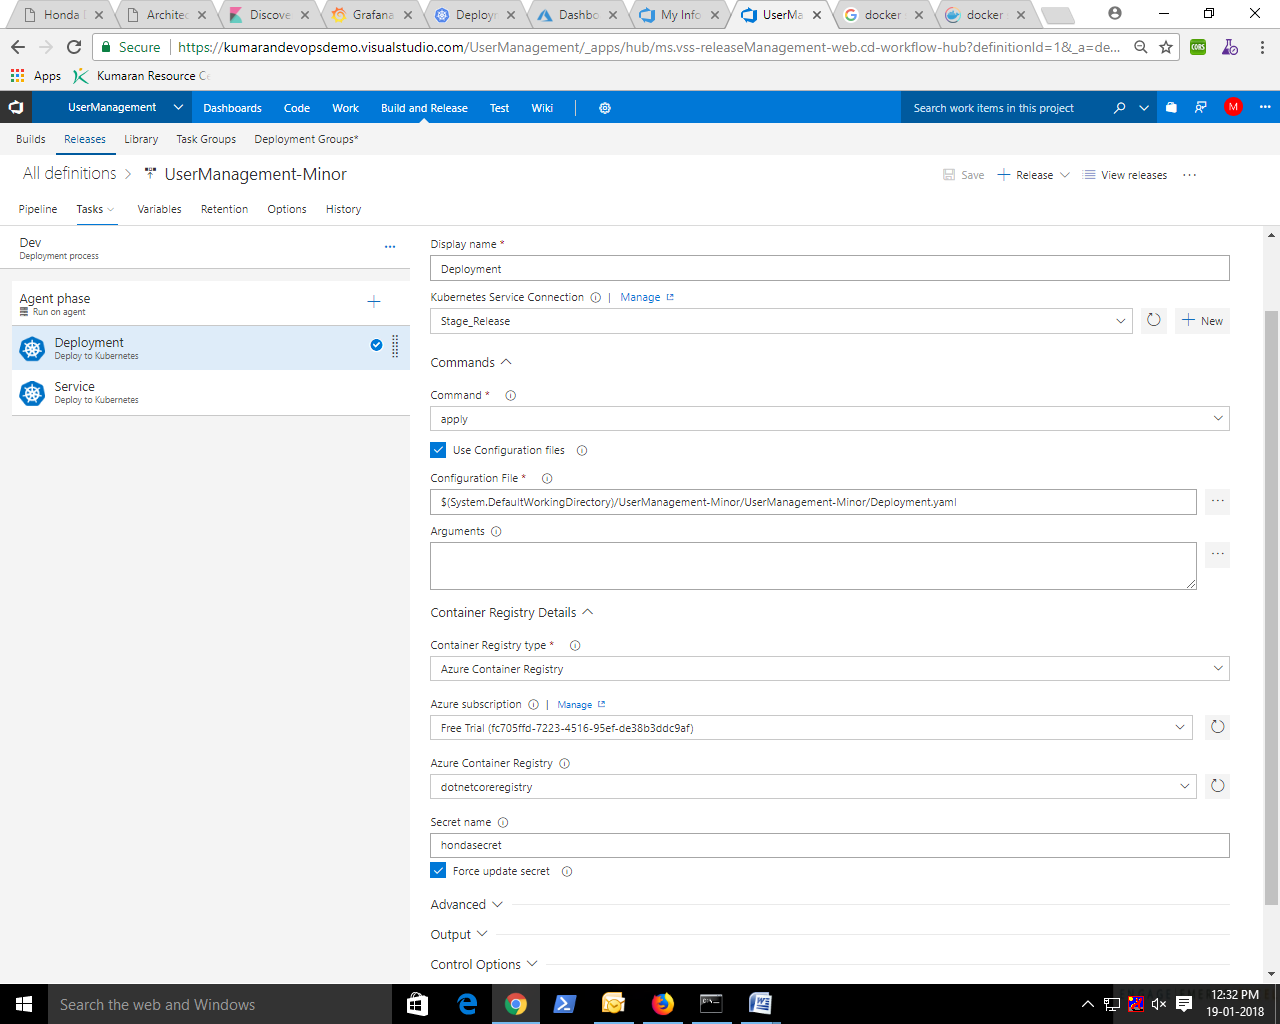 Honda
Architec
Discove
Grafana
Deployn
Dashbo
My Info
UserMa
docker
docker
Secure
https://kumarandevopsdemo.visualstudio.com/UserManagement/_apps/hub/ms.vss-releaseManagement-web.cd-workflow-hub?definitionId=1&_a=de...
CORS
Apps
Kumaran Resource Ce
UserManagement
Dashboards
Code
Work
Build and Release
Test
Wiki
Search work items in this project
M
Builds
Releases
Library
Task Groups
Deployment Groups*
All definitions > UserManagement-Minor
Save
+ Release
View releases
...
Pipeline
Tasks
Variables
Retention
Options
History
Dev
Deployment process
...
Agent phase
Run on agent
Deployment
Deploy to Kubernetes
Service
Deploy to Kubernetes
Display name *
Deployment
Kubernetes Service Connection | Manage
Stage_Release
+ New
Commands
Command *
apply
Use Configuration files
Configuration File *
$(System.DefaultWorkingDirectory)/UserManagement-Minor/UserManagement-Minor/Deployment.yaml
...
Arguments
...
Container Registry Details
Container Registry type *
Azure Container Registry
Azure subscription | Manage
Free Trial (fc705ffd-7223-4516-95ef-de38b3ddc9af)
Azure Container Registry
dotnetcoreregistry
Secret name
hondasecret
Force update secret
Advanced
Output
Control Options
Search the web and Windows
12:32 PM
19-01-2018